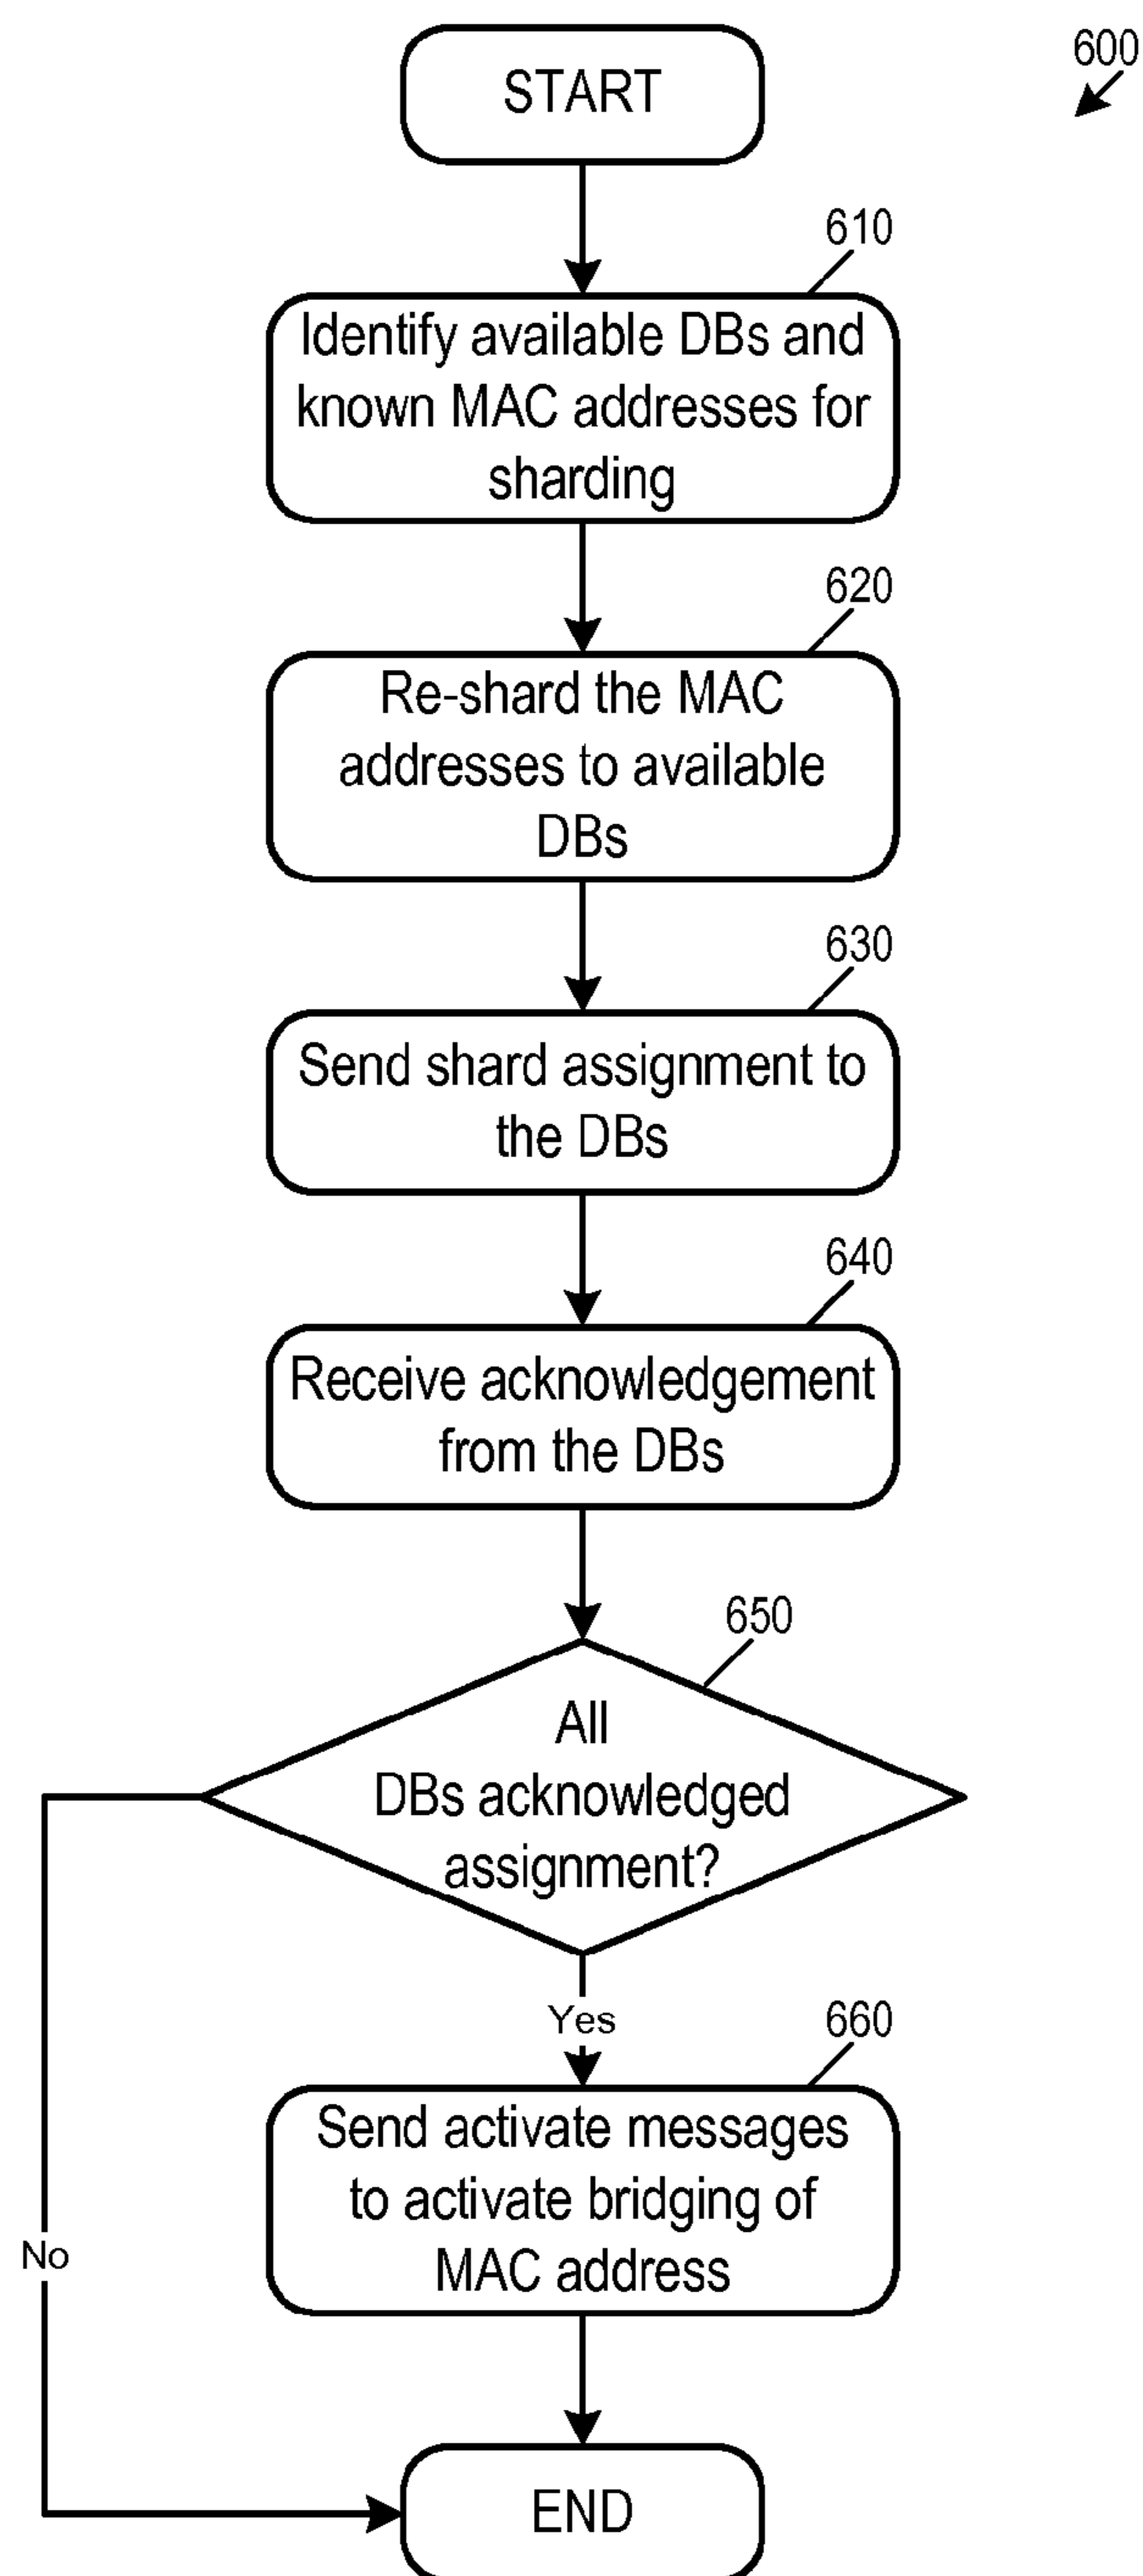 600
START
610
Identify available DBs and
known MAC addresses for
sharding
620
Re-shard the MAC
addresses to available
DBs
630
Send shard assignment to
the DBs
640
Receive acknowledgement
from the DBs
650
All
DBs acknowledged
assignment?
Yes
660
Send activate messages
to activate bridging of
MAC address
No
END